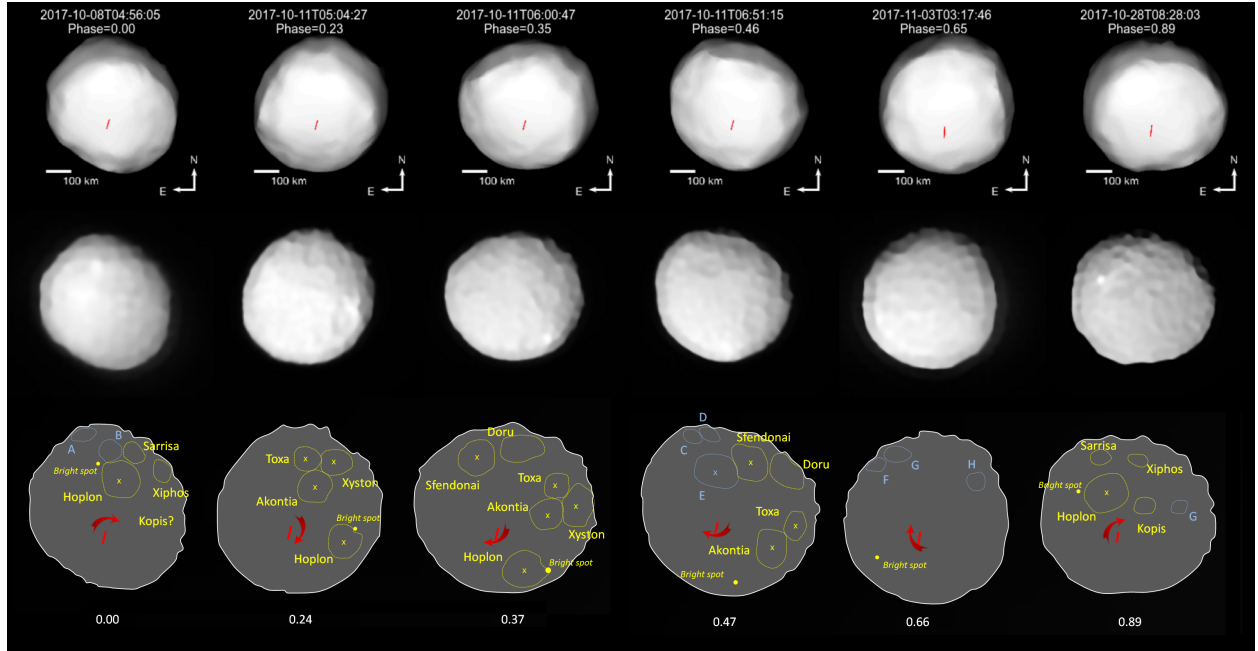 2017-10-08T04:56:05
Phase=0.00
2017-10-11T05:04:27
Phase=0.23
2017-10-11T06:00:47
Phase=0.35
2017-10-11T06:51:15
Phase=0.46
2017-11-03T03:17:46
Phase=0.65
2017-10-28T08:28:03
Phase=0.89
100 km
N
E
100 km
N
E
100 km
N
E
100 km
N
E
100 km
N
E
100 km
N
E
A
B
Sarrisa
Bright spot
Hoplon
x
Xiphos
Kopis?
0.00
Toxa
x
x
Xyston
Akontia
x
Bright spot
Hoplon
x
0.24
Doru
x
Sfendonai
Toxa
x
Akontia
x
x
Xyston
Hoplon
x
Bright spot
0.37
D
C
Sfendonai
x
x
Doru
E
Toxa
x
Akontia
x
Bright spot
0.47
G
F
H
Bright spot
0.66
Sarrisa
Xiphos
Bright spot
x
Hoplon
Kopis
G
0.89